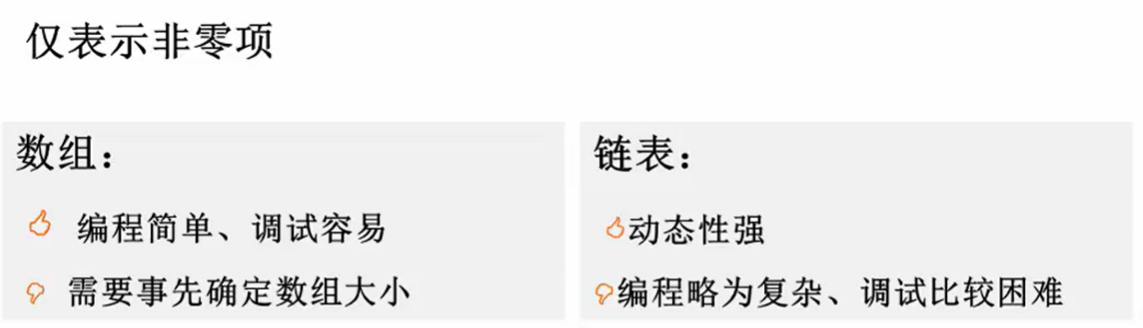 仅表示非零项
数组：
编程简单、调试容易
需要事先确定数组大小
链表：
动态性强
编程略为复杂、调试比较困难